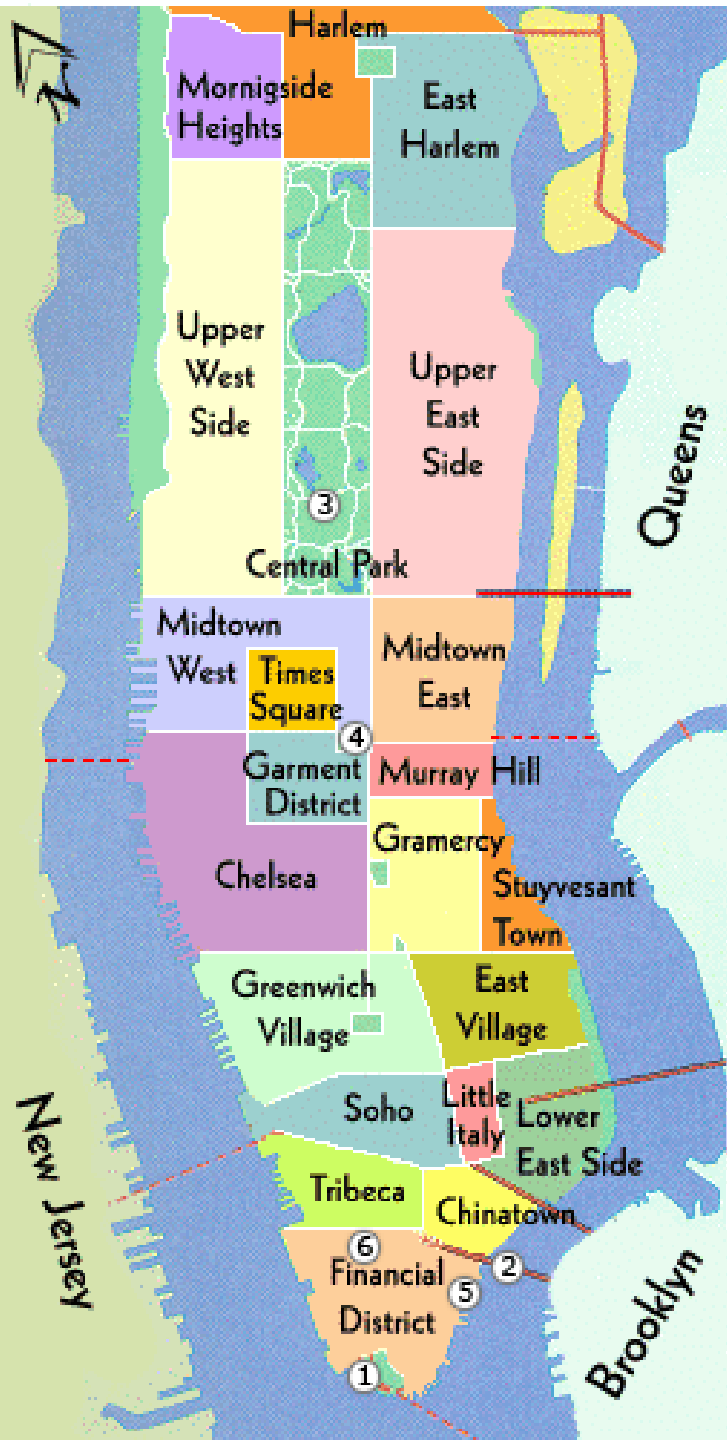 Harlem
Mornigside
Heights
East
Harlem
Upper
West
Side
Upper
East
Side
Queens
3
Central Park
Midtown
West
Times
Square
Midtown
East
4
Garment
District
Murray Hill
Gramercy
Chelsea
Stuyvesant
Town
Greenwich
Village
East
Village
Soho
Little
Italy
Lower
East Side
New Jersey
Tribeca
Chinatown
6
2
Financial
District
5
Brooklyn
1